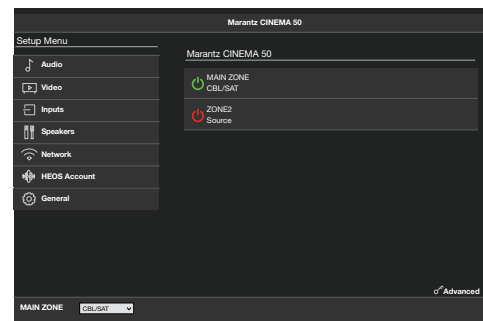 Marantz CINEMA 50
Setup Menu
Audio
Video
Inputs
Speakers
Network
HEOS Account
General
Marantz CINEMA 50
MAIN ZONE
CBL/SAT
ZONE2
Source
Advanced
MAIN ZONE CBL/SAT